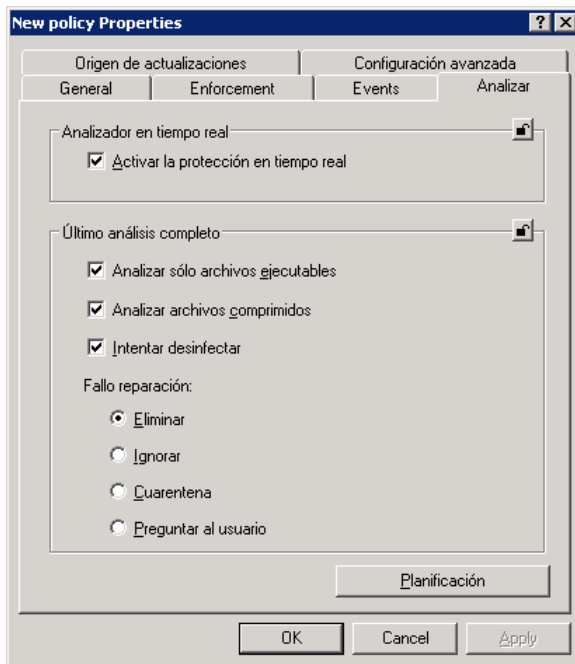 New policy Properties
Origen de actualizaciones
Configuración avanzada
General
Enforcement
Events
Analizar
Analizador en tiempo real
Activar la protección en tiempo real
Último análisis completo
Analizar sólo archivos ejecutables
Analizar archivos comprimidos
Intentar desinfectar
Fallo reparación:
Eliminar
Ignorar
Cuarentena
Preguntar al usuario
Planificación
OK
Cancel
Apply